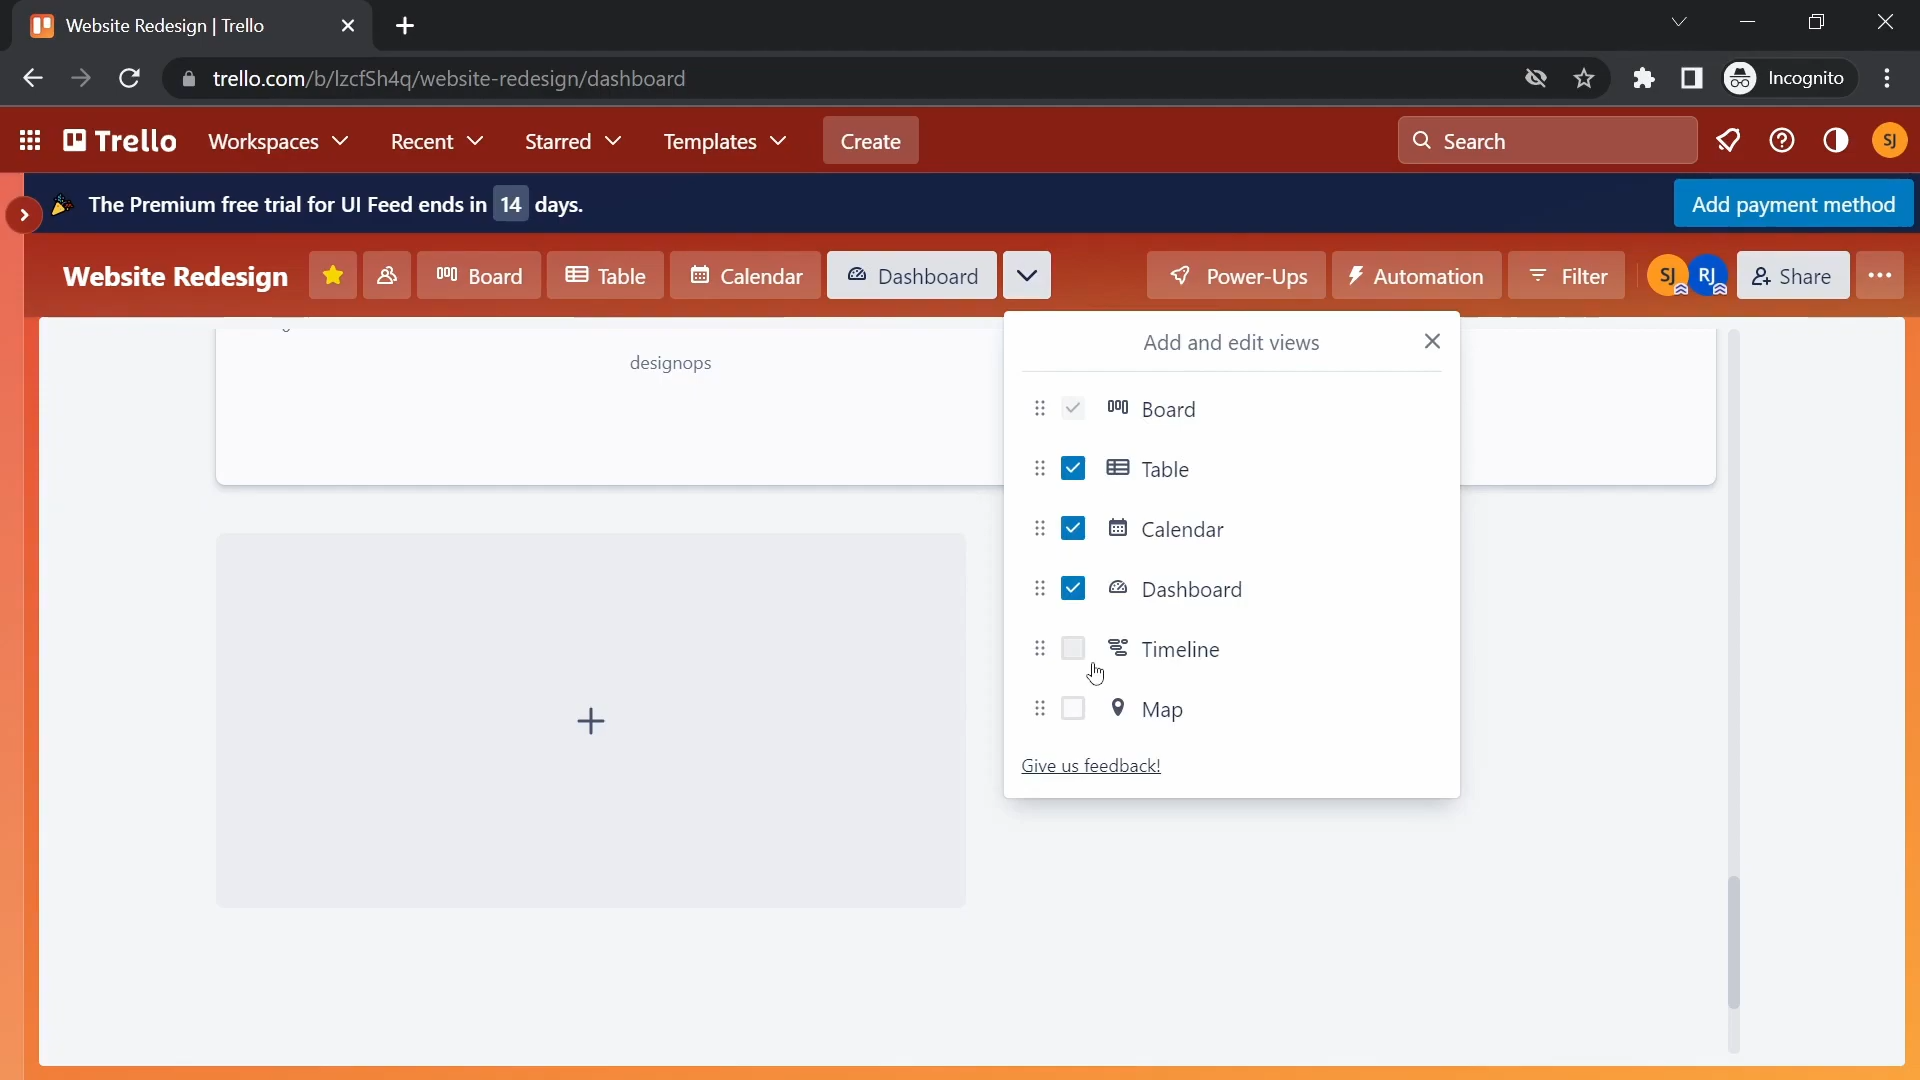 Website Redesign | Trello
trello.com/b/lzcfSh4q/website-redesign/dashboard
Incognito
Trello
Workspaces
Recent
Starred
Templates
Create
Search
SJ
The Premium free trial for UI Feed ends in 14 days.
Add payment method
Website Redesign
Board
Table
Calendar
Dashboard
Power-Ups
Automation
Filter
SJ
RJ
Share
designops
Add and edit views
Board
Table
Calendar
Dashboard
Timeline
Map
Give us feedback!